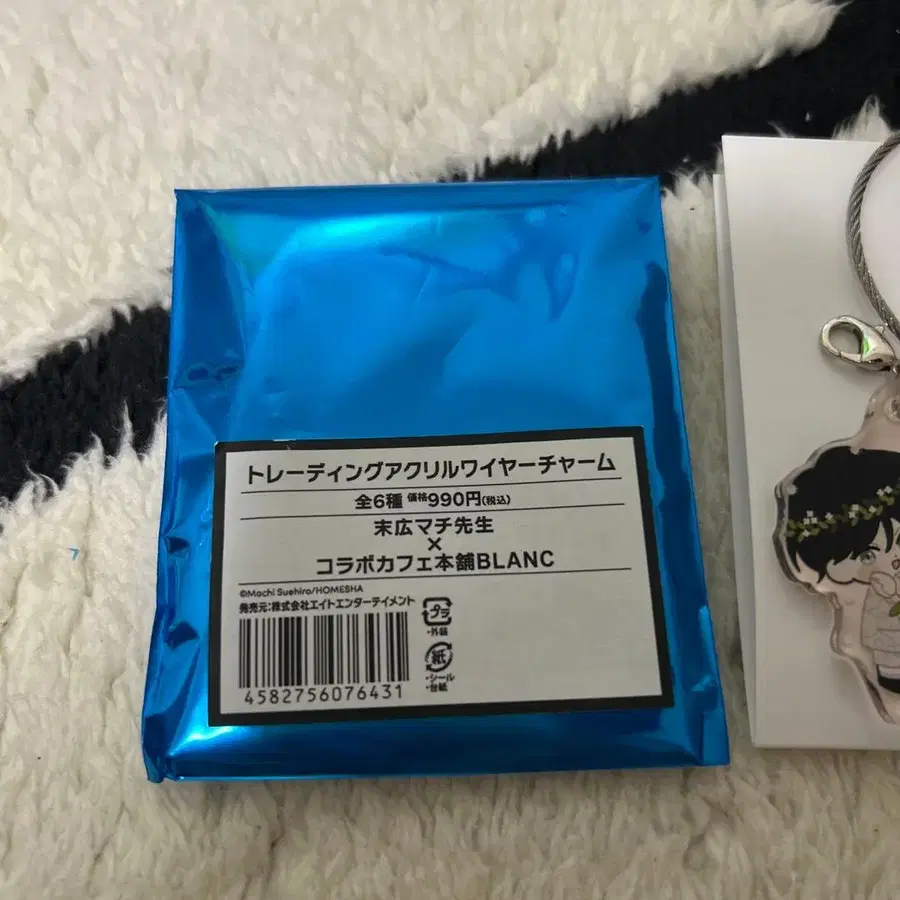 トレーディングアクリルワイヤーチャーム
全6種 価格990円(税込)
末広マチ先生
×
コラボカフェ本舗BLANC
©Machi Suehiro/HOMESHA
発売元:株式会社エイトエンターテイメント
プラ
・外装
紙
・シール
・台紙
4582756076431